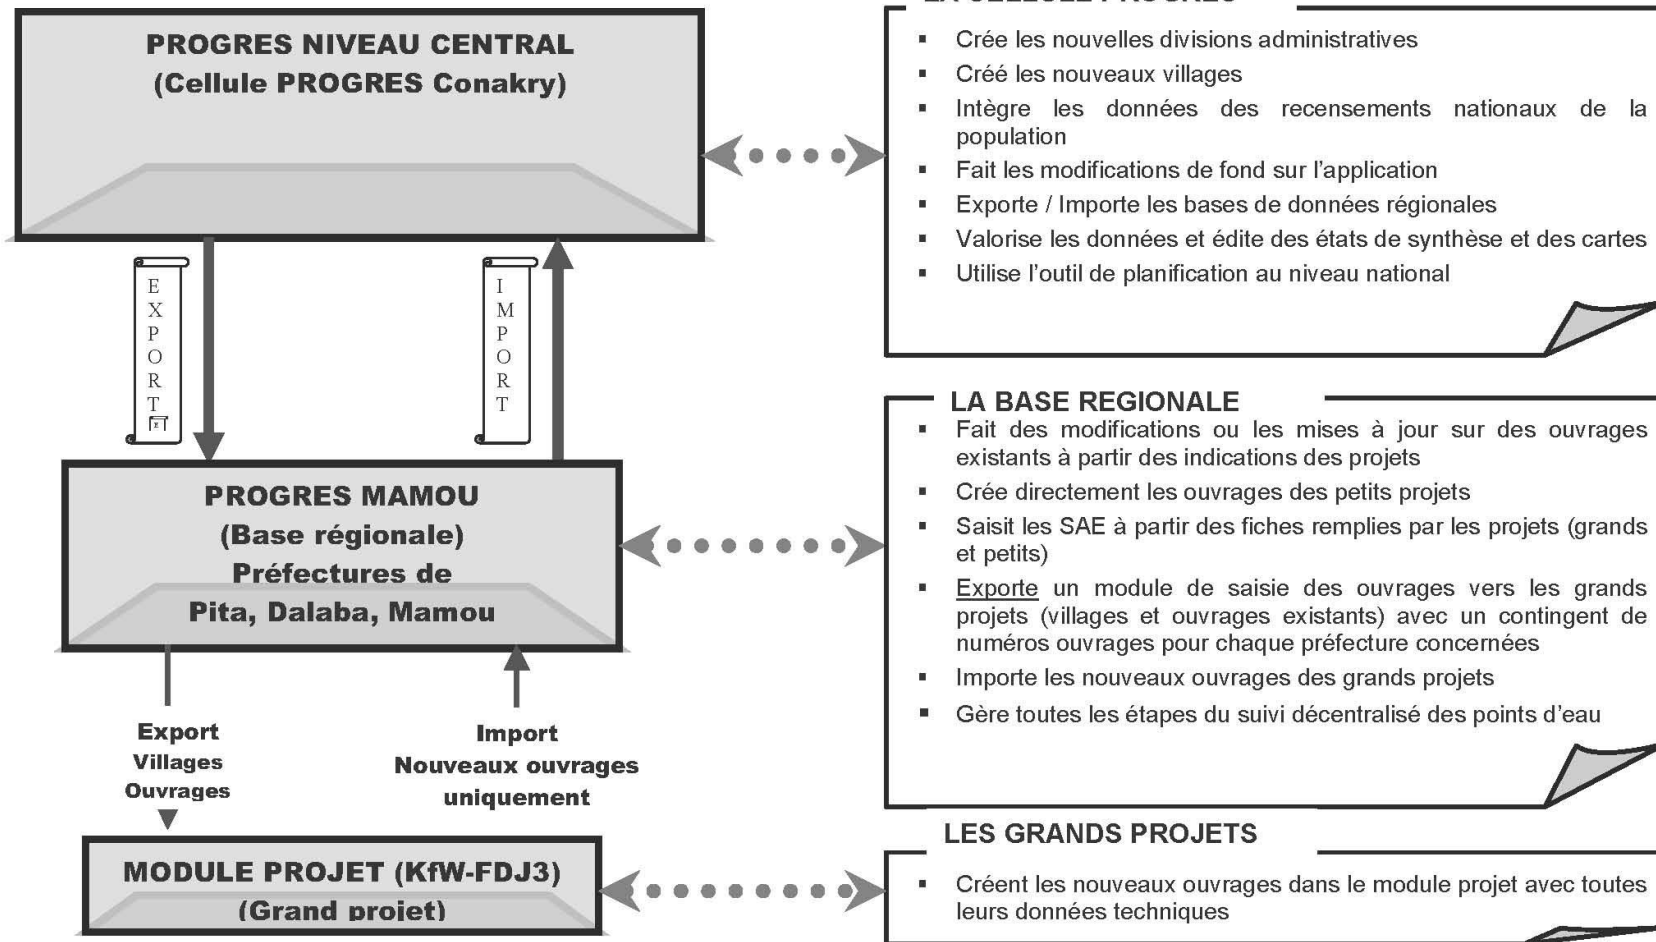 PROGRES NIVEAU CENTRAL
(Cellule PROGRES Conakry)
EXPORT
IMPORT
PROGRES MAMOU
(Base régionale)
Préfectures de
Pita, Dalaba, Mamou
Export
Villages
Ouvrages
Import
Nouveaux ouvrages
uniquement
MODULE PROJET (KfW-FDJ3)
(Grand projet)
LA CELLULE PROGRES
▪ Crée les nouvelles divisions administratives
▪ Créé les nouveaux villages
▪ Intègre les données des recensements nationaux de la
population
▪ Fait les modifications de fond sur l'application
▪ Exporte / Importe les bases de données régionales
▪ Valorise les données et édite des états de synthèse et des cartes
▪ Utilise l'outil de planification au niveau national
LA BASE REGIONALE
▪ Fait des modifications ou les mises à jour sur des ouvrages
existants à partir des indications des projets
▪ Crée directement les ouvrages des petits projets
▪ Saisit les SAE à partir des fiches remplies par les projets (grands
et petits)
▪ Exporte un module de saisie des ouvrages vers les grands
projets (villages et ouvrages existants) avec un contingent de
numéros ouvrages pour chaque préfecture concernées
▪ Importe les nouveaux ouvrages des grands projets
▪ Gère toutes les étapes du suivi décentralisé des points d'eau
LES GRANDS PROJETS
▪ Créent les nouveaux ouvrages dans le module projet avec toutes
leurs données techniques